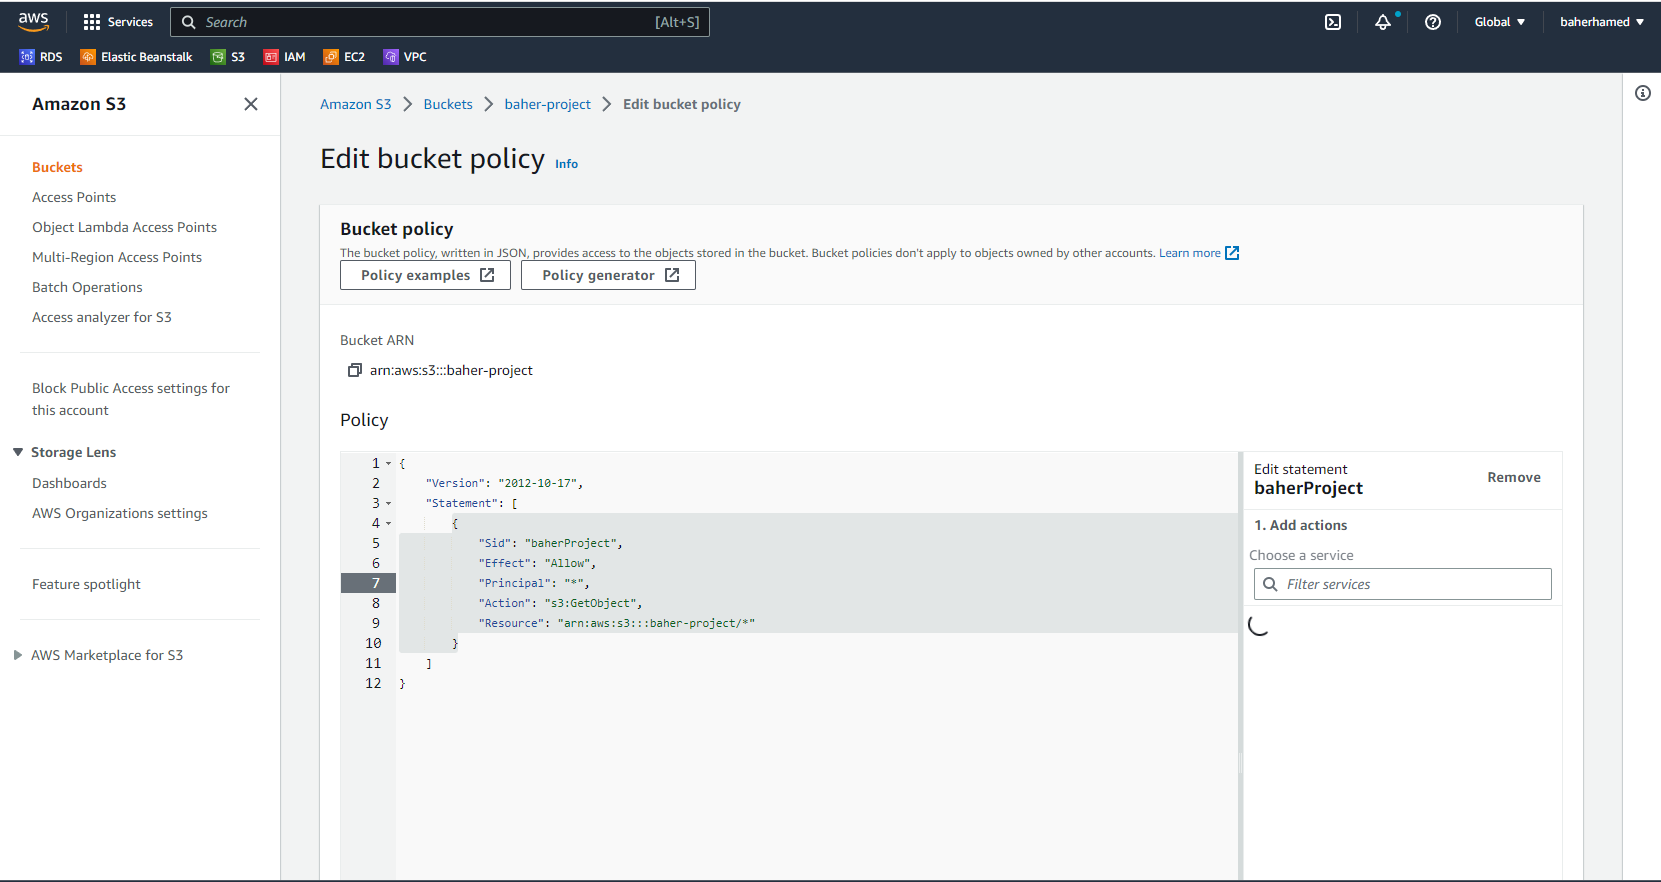 aws
Services
Search
[Alt+S]
Global
baherhamed
RDS
Elastic Beanstalk
S3
IAM
EC2
VPC
Amazon S3
Buckets
Access Points
Object Lambda Access Points
Multi-Region Access Points
Batch Operations
Access analyzer for S3
Block Public Access settings for
this account
Storage Lens
Dashboards
AWS Organizations settings
Feature spotlight
AWS Marketplace for S3
Amazon S3 > Buckets > baher-project > Edit bucket policy
Edit bucket policy Info
Bucket policy
The bucket policy, written in JSON, provides access to the objects stored in the bucket. Bucket policies don't apply to objects owned by other accounts. Learn more
Policy examples
Policy generator
Bucket ARN
arn:aws:s3:::baher-project
Policy
1 {
2 "Version": "2012-10-17",
3 "Statement": [
4 {
5 "Sid": "baherProject",
6 "Effect": "Allow",
7 "Principal": "*",
8 "Action": "s3:GetObject",
9 "Resource": "arn:aws:s3:::baher-project/*"
10 }
11 ]
12 }
Edit statement
baherProject
Remove
1. Add actions
Choose a service
Filter services